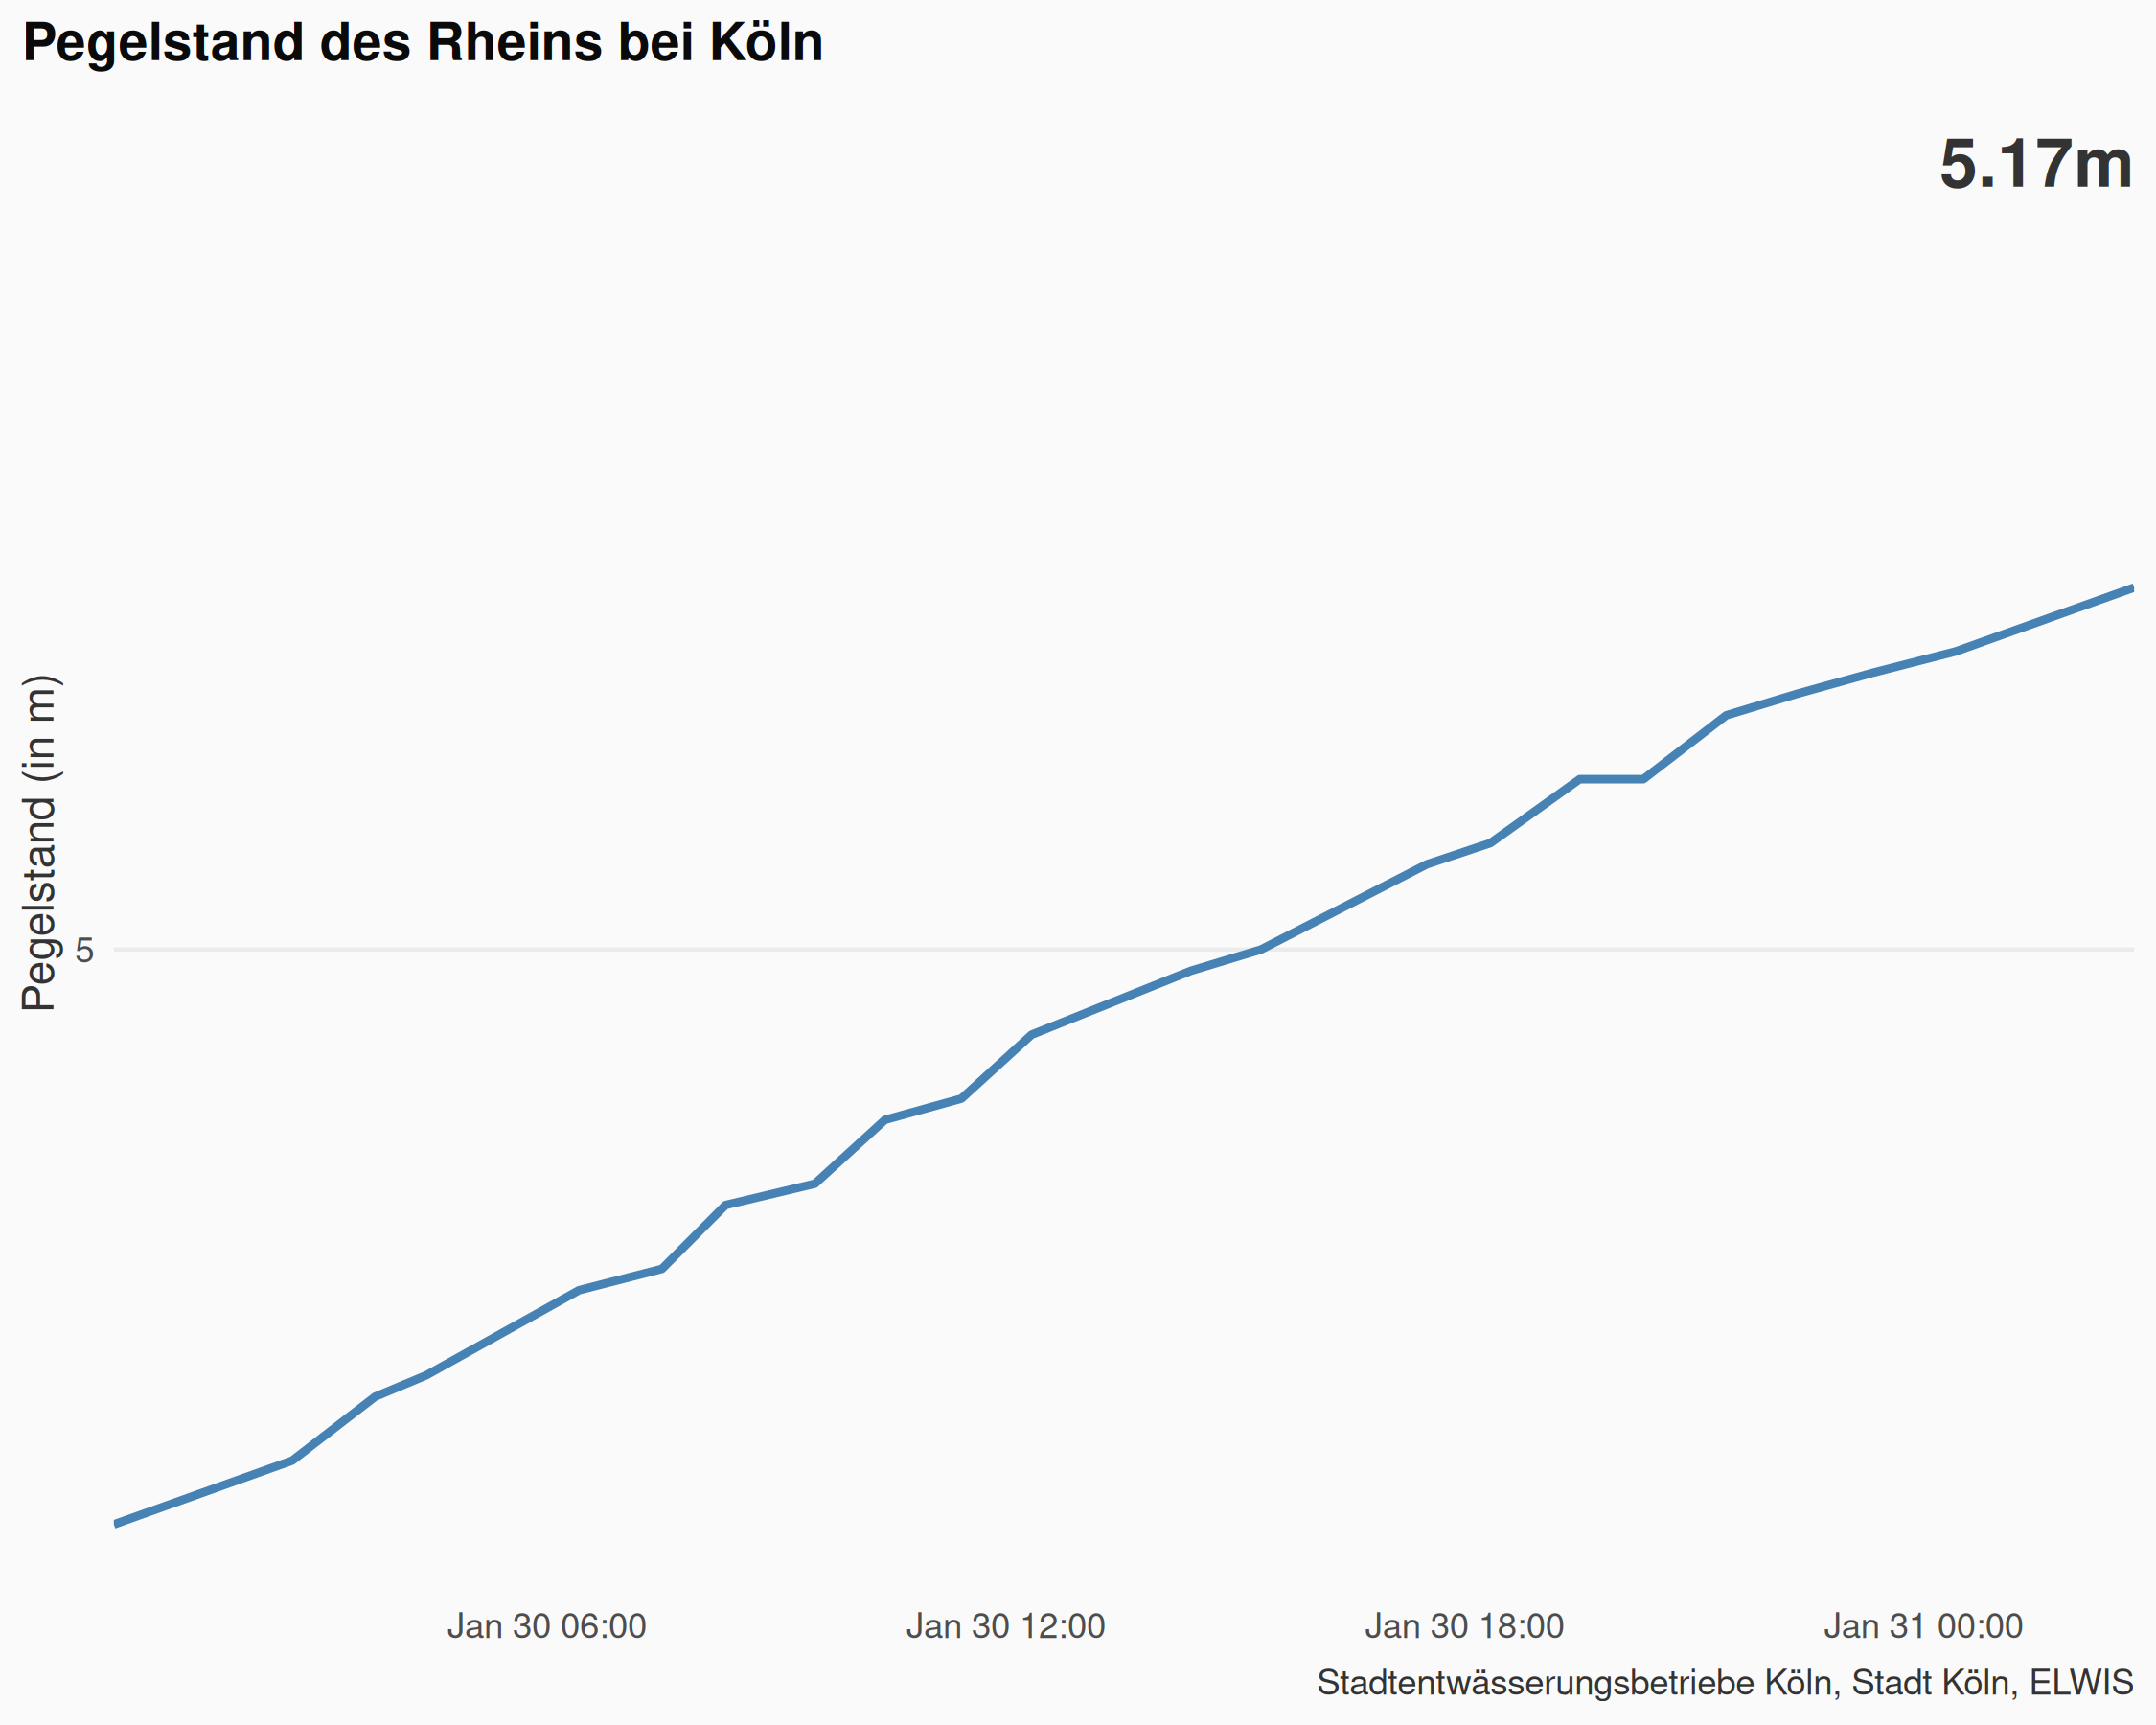 Pegelstand des Rheins bei Köln
5.17m
Pegelstand (in m)
5
Jan 30 06:00
Jan 30 12:00
Jan 30 18:00
Jan 31 00:00
Stadtentwässerungsbetriebe Köln, Stadt Köln, ELWIS